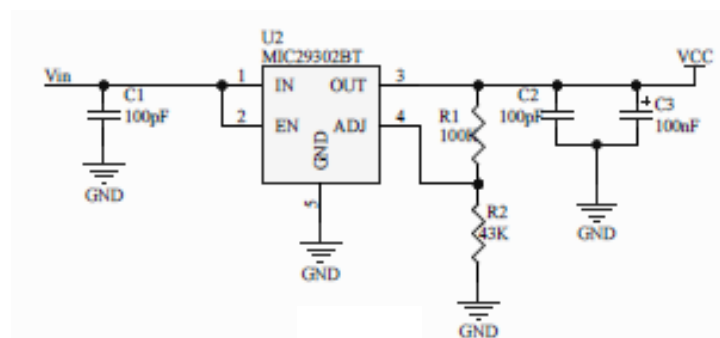 U2
MIC29302BT
VCC
Vin
1
IN
OUT
3
C1
100pF
2
EN
ADJ
4
GND
5
R1
100K
C2
100pF
C3
100nF
+
R2
43K
GND
GND
GND
GND